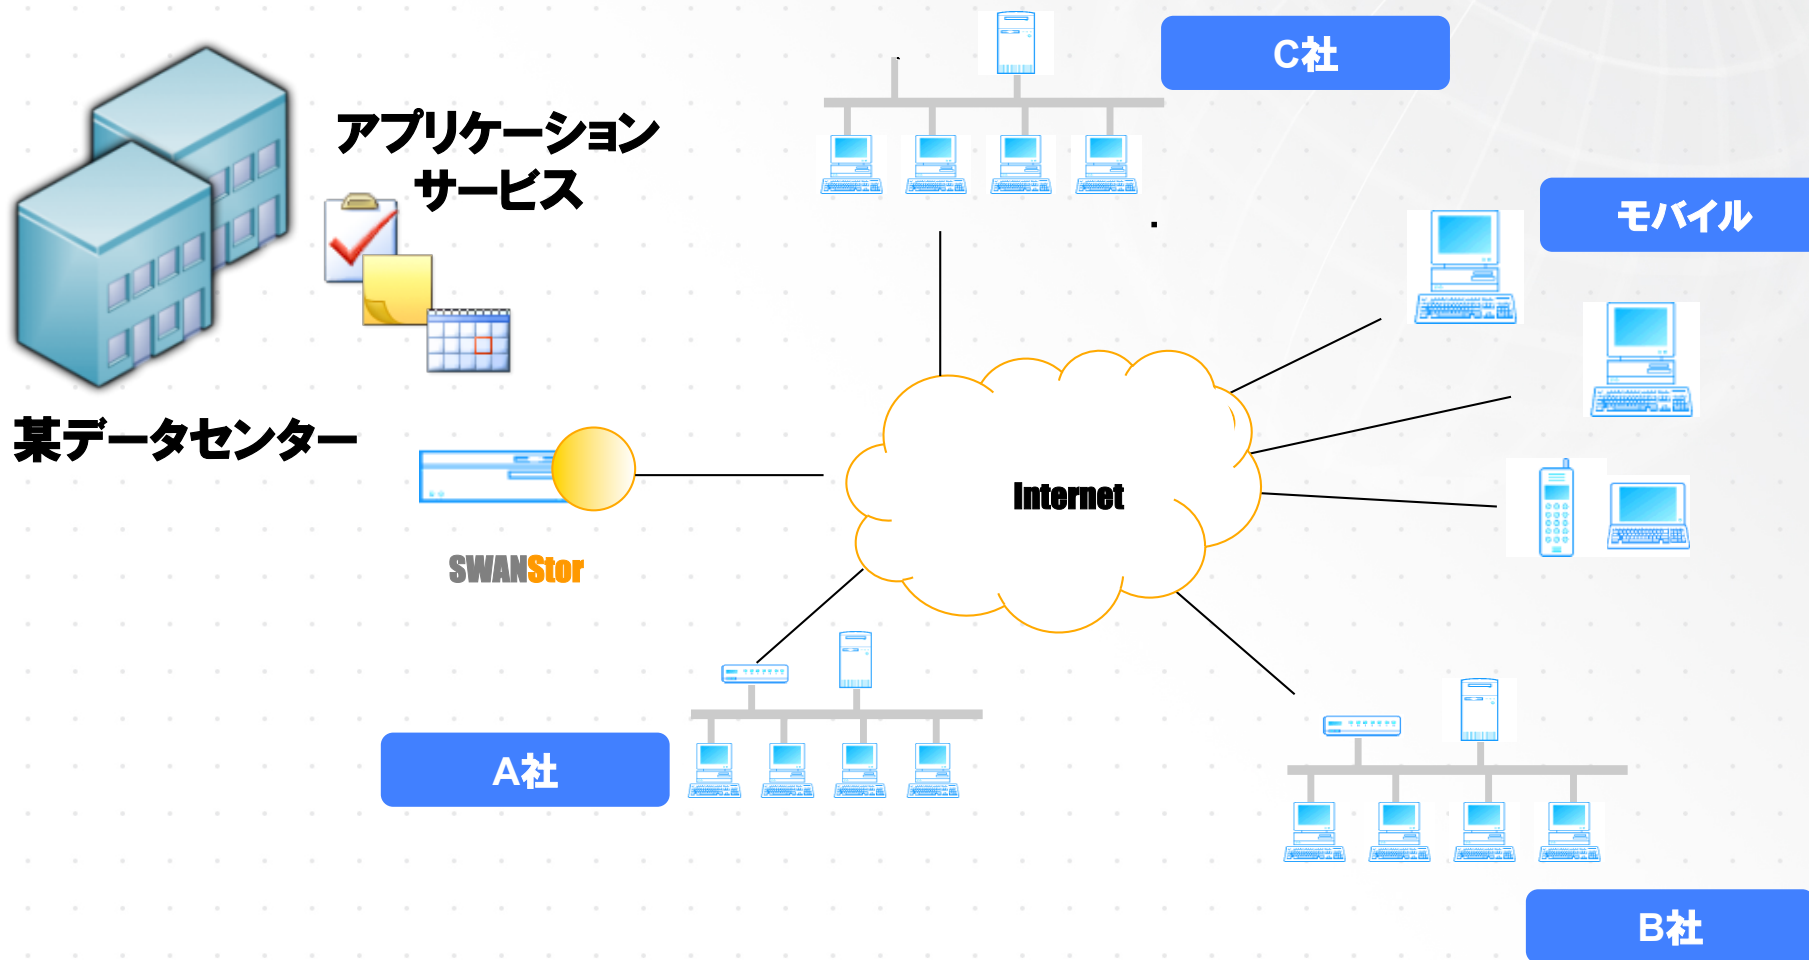 C社
アプリケーション
サービス
モバイル
某データセンター
Internet
SWANStor
A社
B社